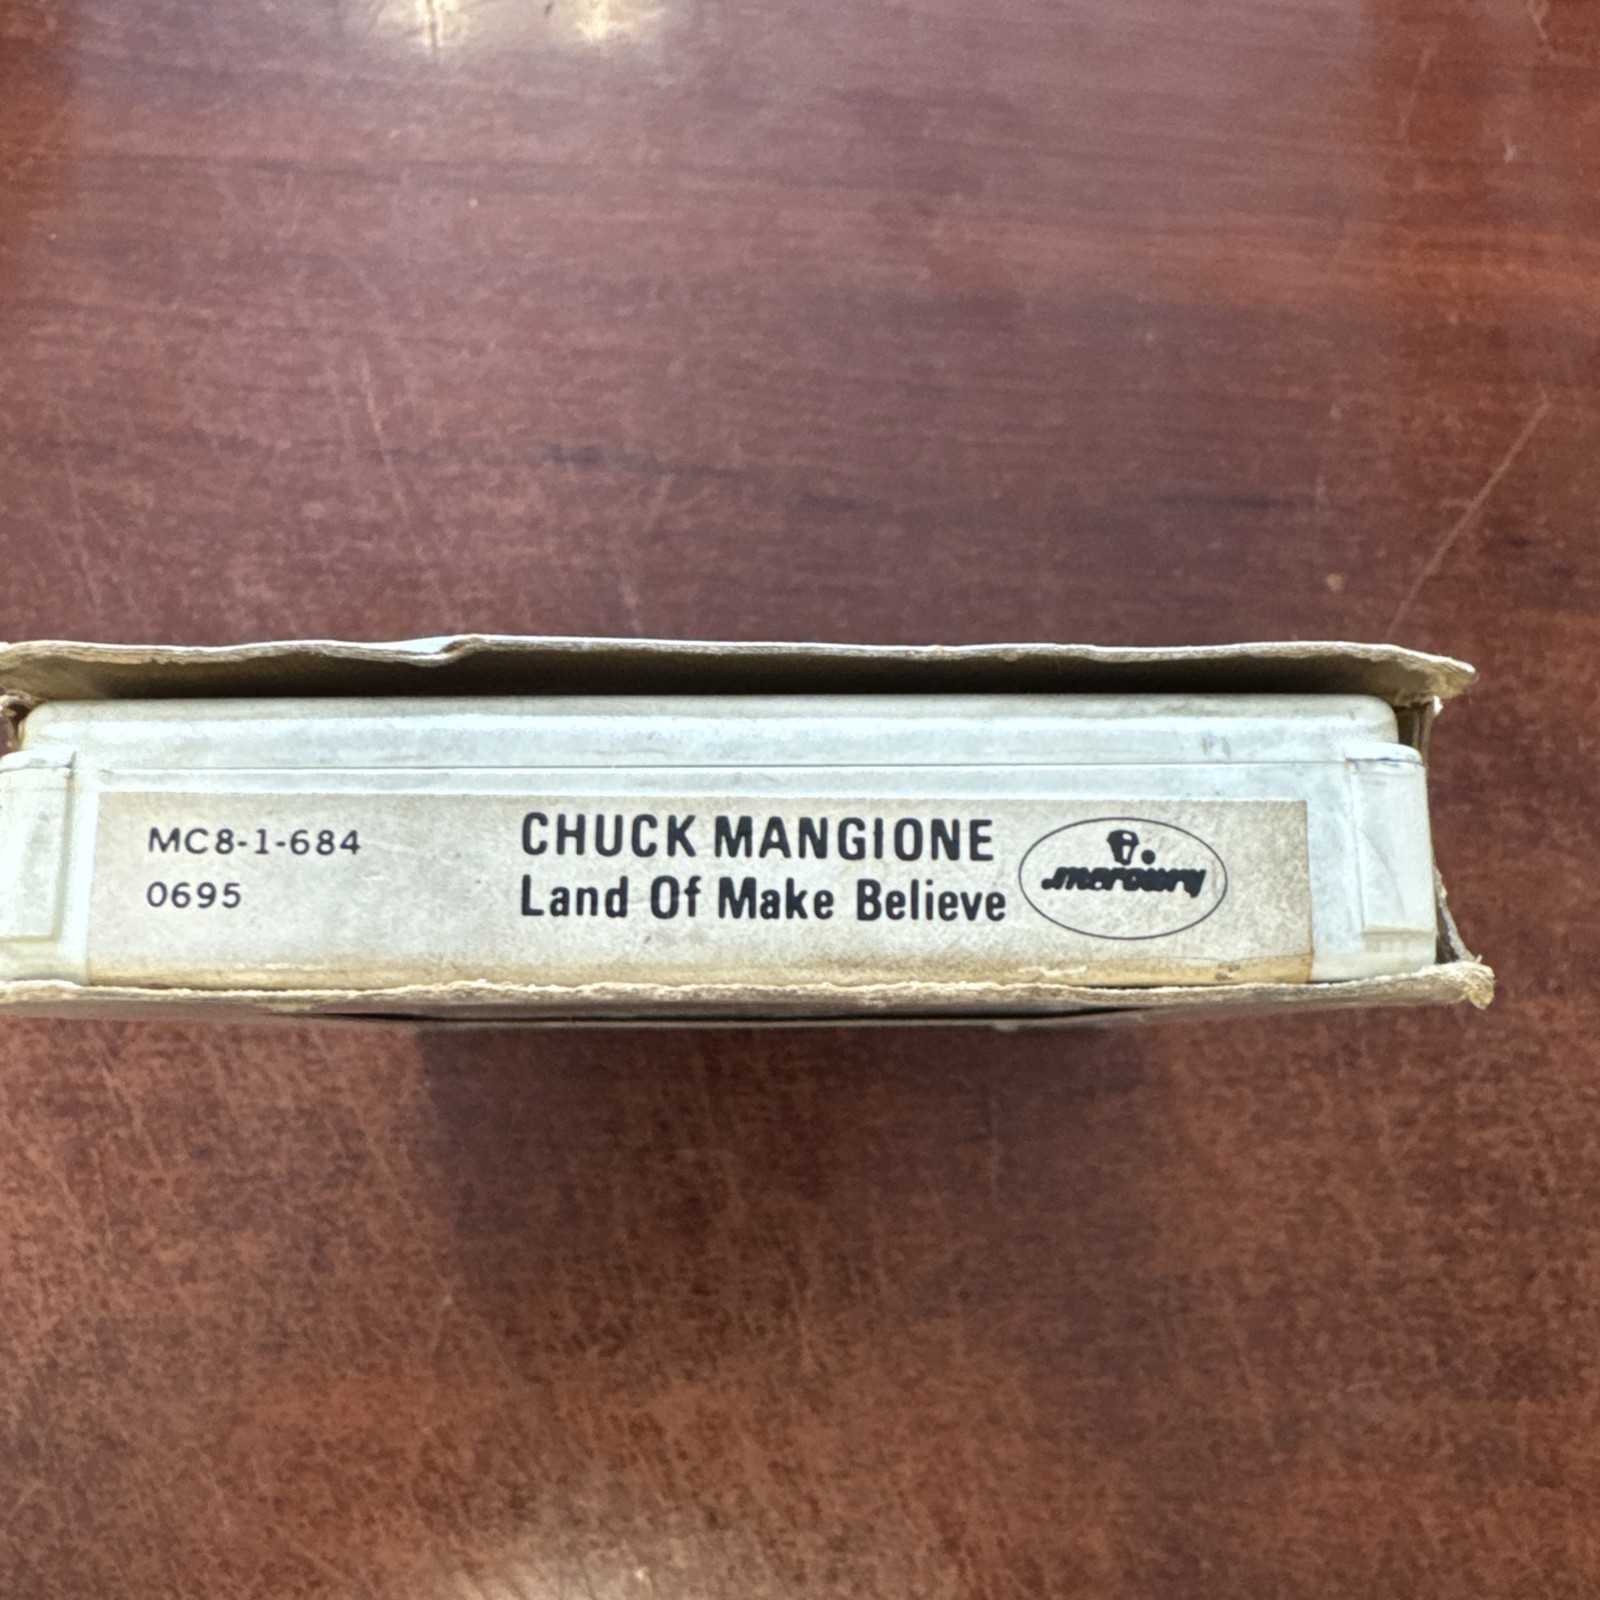 MC8-1-684
0695
CHUCK MANGIONE
Land Of Make Believe
mercury